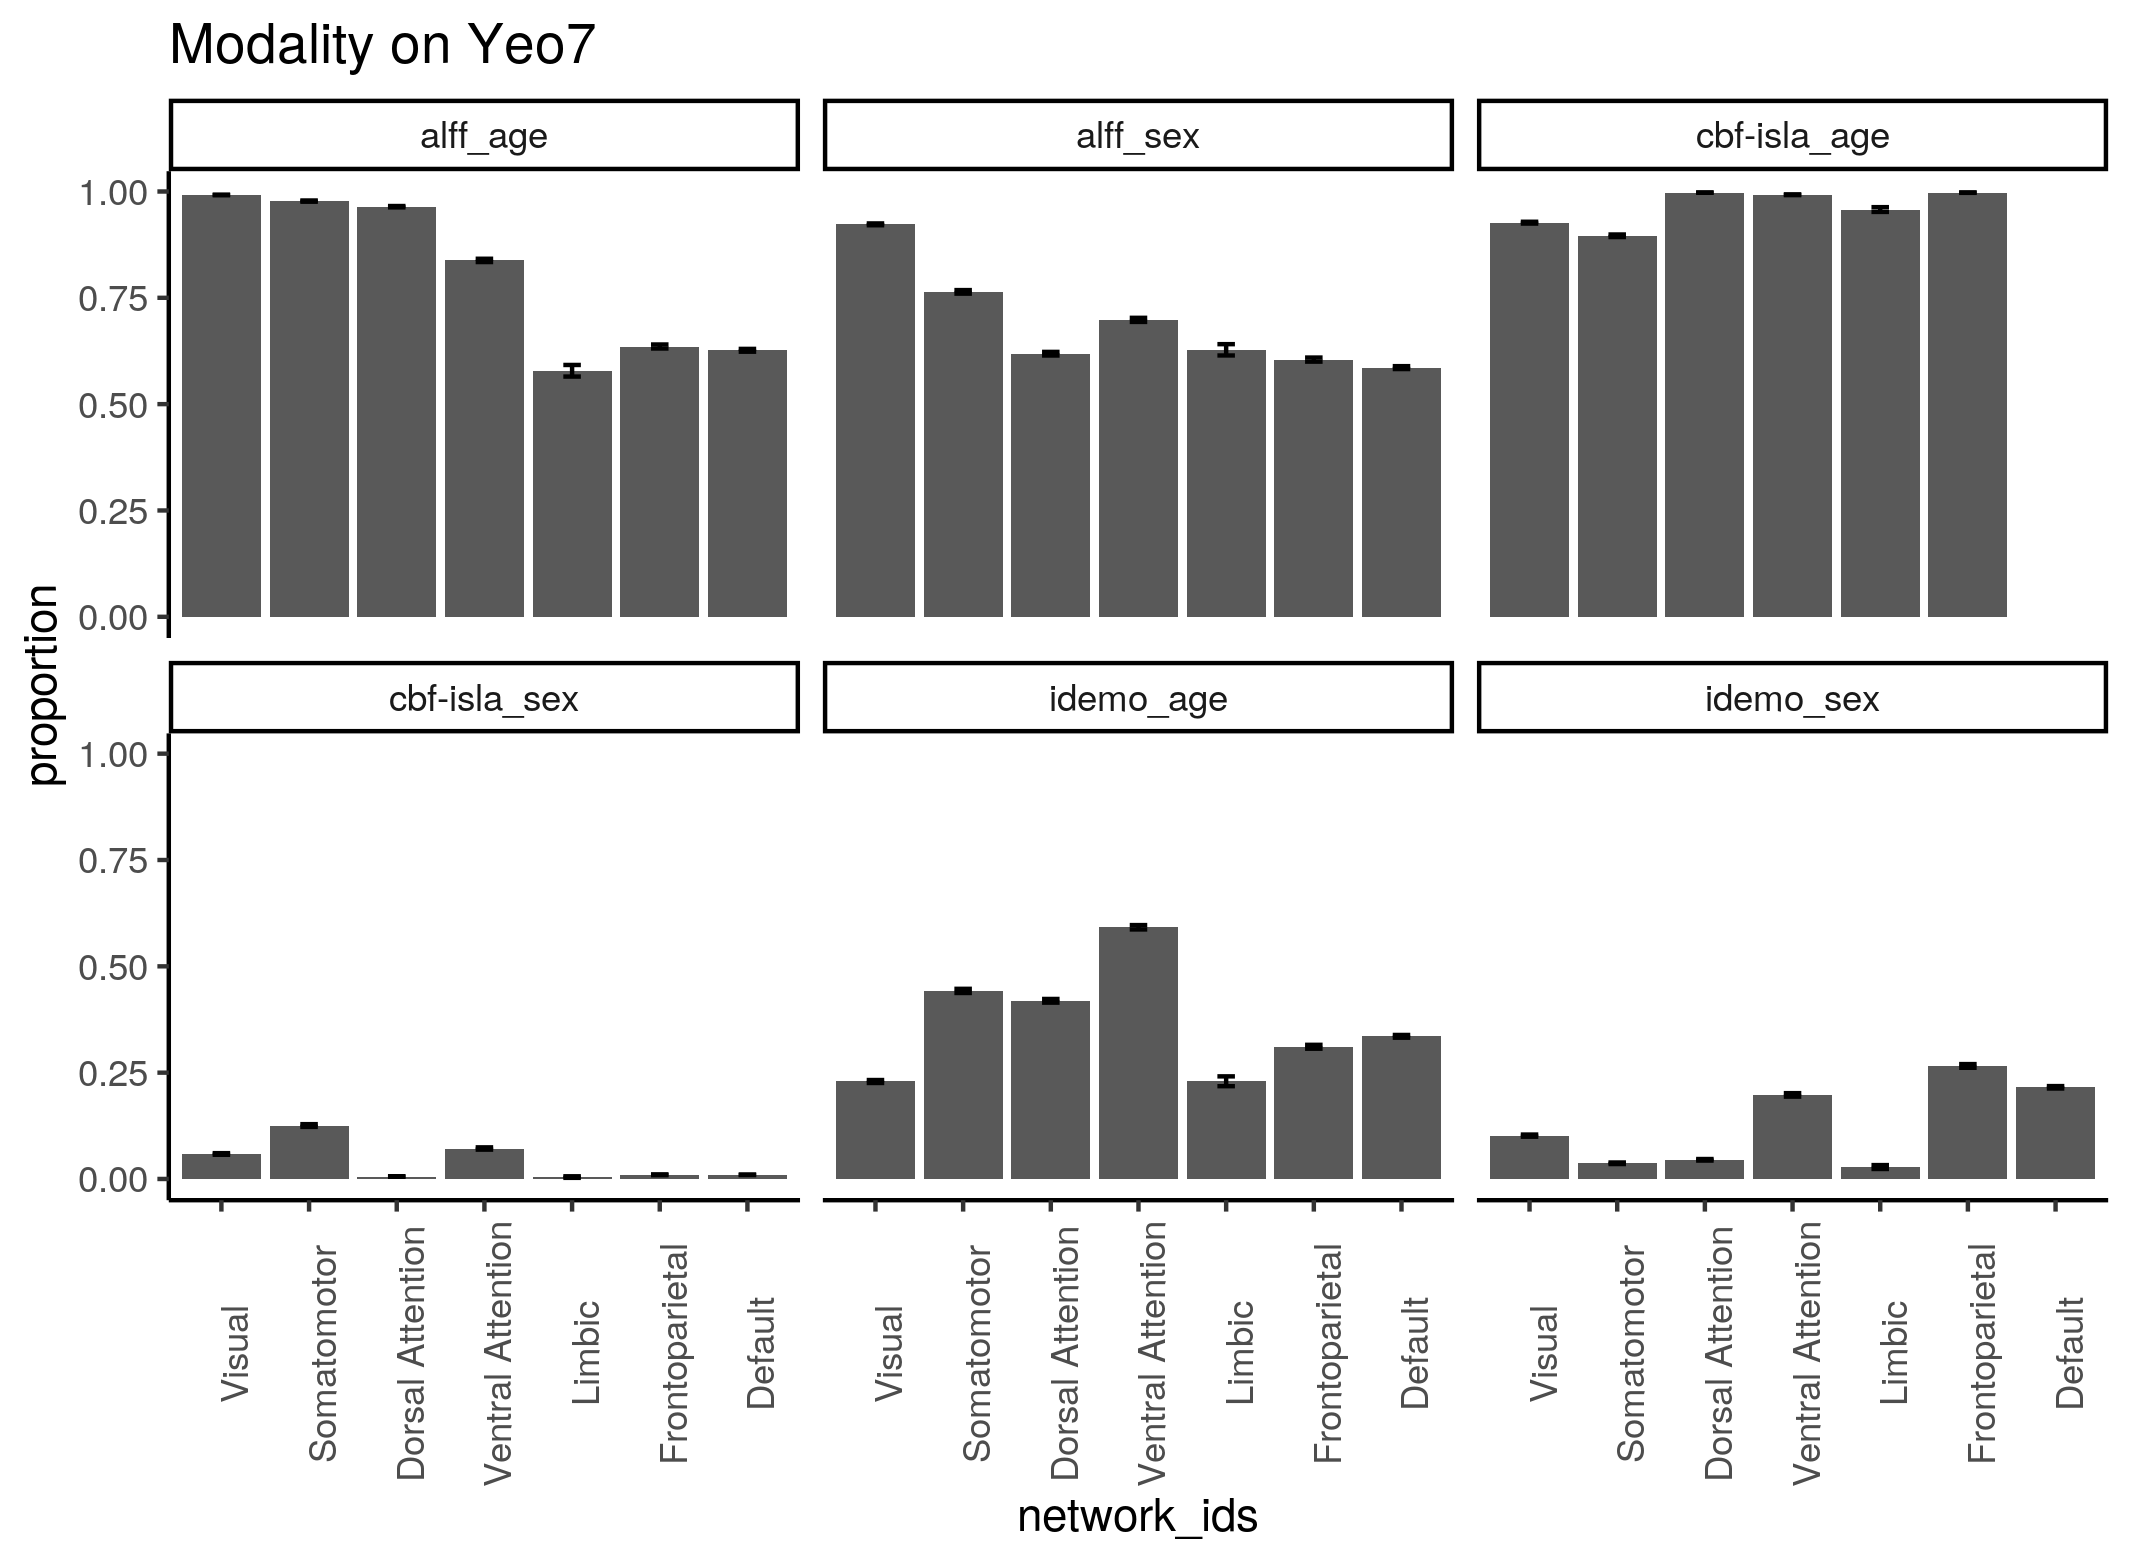 Modality on Yeo7
alff_age
alff_sex
cbf-isla_age
1.00
0.75
0.50
0.25
0.00
cbf-isla_sex
idemo_age
idemo_sex
1.00
0.75
0.50
0.25
0.00
proportion
Visual
Somatomotor
Dorsal Attention
Ventral Attention
Limbic
Frontoparietal
Default
Visual
Somatomotor
Dorsal Attention
Ventral Attention
Limbic
Frontoparietal
Default
Visual
Somatomotor
Dorsal Attention
Ventral Attention
Limbic
Frontoparietal
Default
network_ids